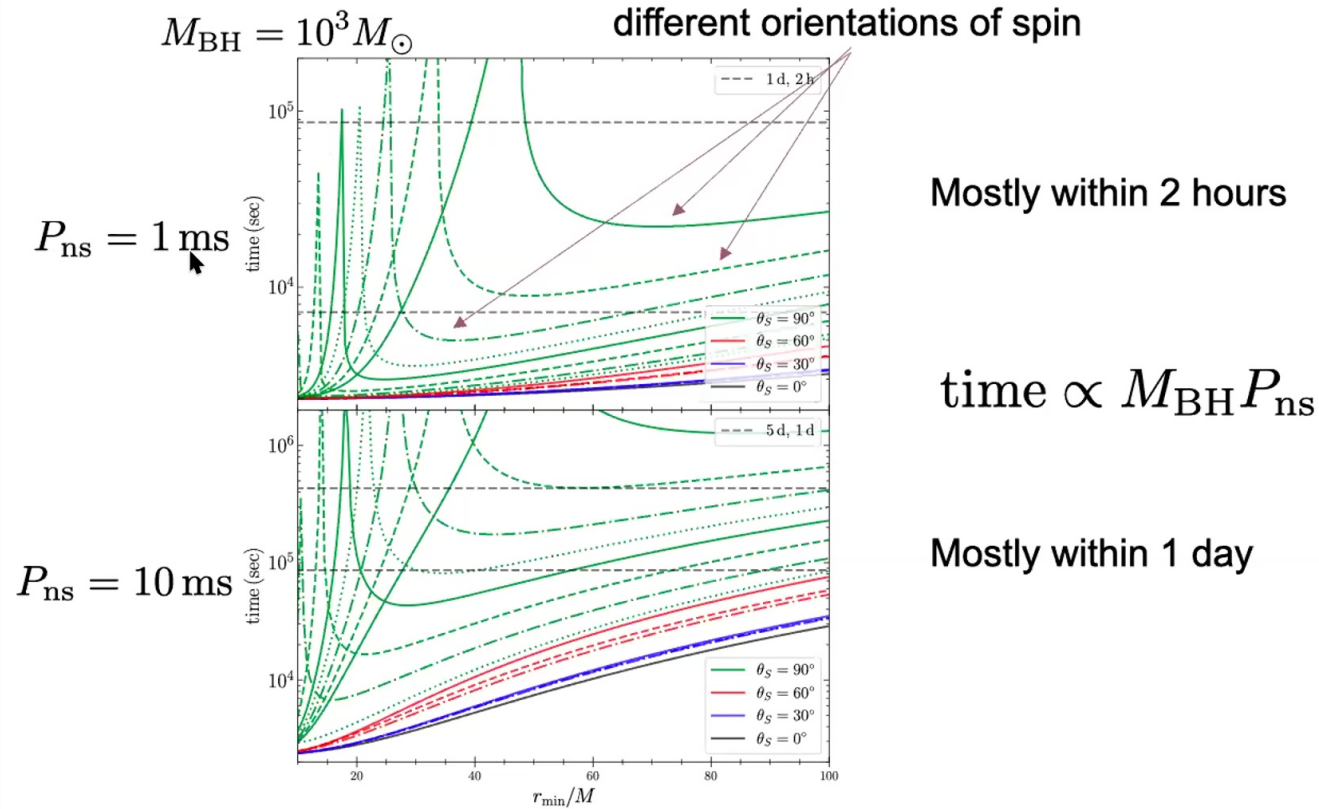 M_BH = 10^3 M_⊙
different orientations of spin
1 d, 2 h
10^5
10^4
time (sec)
P_ns = 1 ms
θ_S = 90°
θ_S = 60°
θ_S = 30°
θ_S = 0°
Mostly within 2 hours
time ∝ M_BH P_ns
5 d, 1 d
10^6
10^5
10^4
time (sec)
P_ns = 10 ms
θ_S = 90°
θ_S = 60°
θ_S = 30°
θ_S = 0°
Mostly within 1 day
20 40 60 80 100
r_min/M